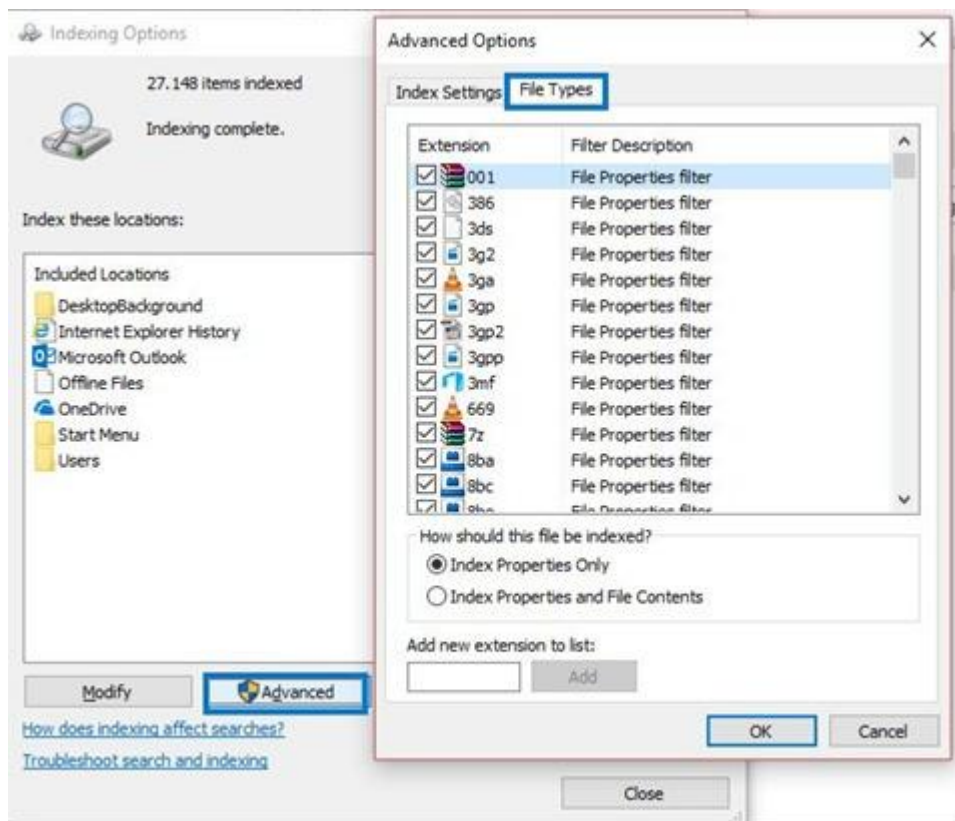 Indexing Options
27.148 items indexed
Indexing complete.
Index these locations:
Included Locations
DesktopBackground
Internet Explorer History
Microsoft Outlook
Offline Files
OneDrive
Start Menu
Users
Modify
Advanced
How does indexing affect searches?
Troubleshoot search and indexing
Close
Advanced Options
Index Settings File Types
Extension Filter Description
001 File Properties filter
386 File Properties filter
3ds File Properties filter
3g2 File Properties filter
3ga File Properties filter
3gp File Properties filter
3gp2 File Properties filter
3gpp File Properties filter
3mf File Properties filter
669 File Properties filter
7z File Properties filter
8ba File Properties filter
8bc File Properties filter
File Properties filter
How should this file be indexed?
Index Properties Only
Index Properties and File Contents
Add new extension to list:
Add
OK Cancel